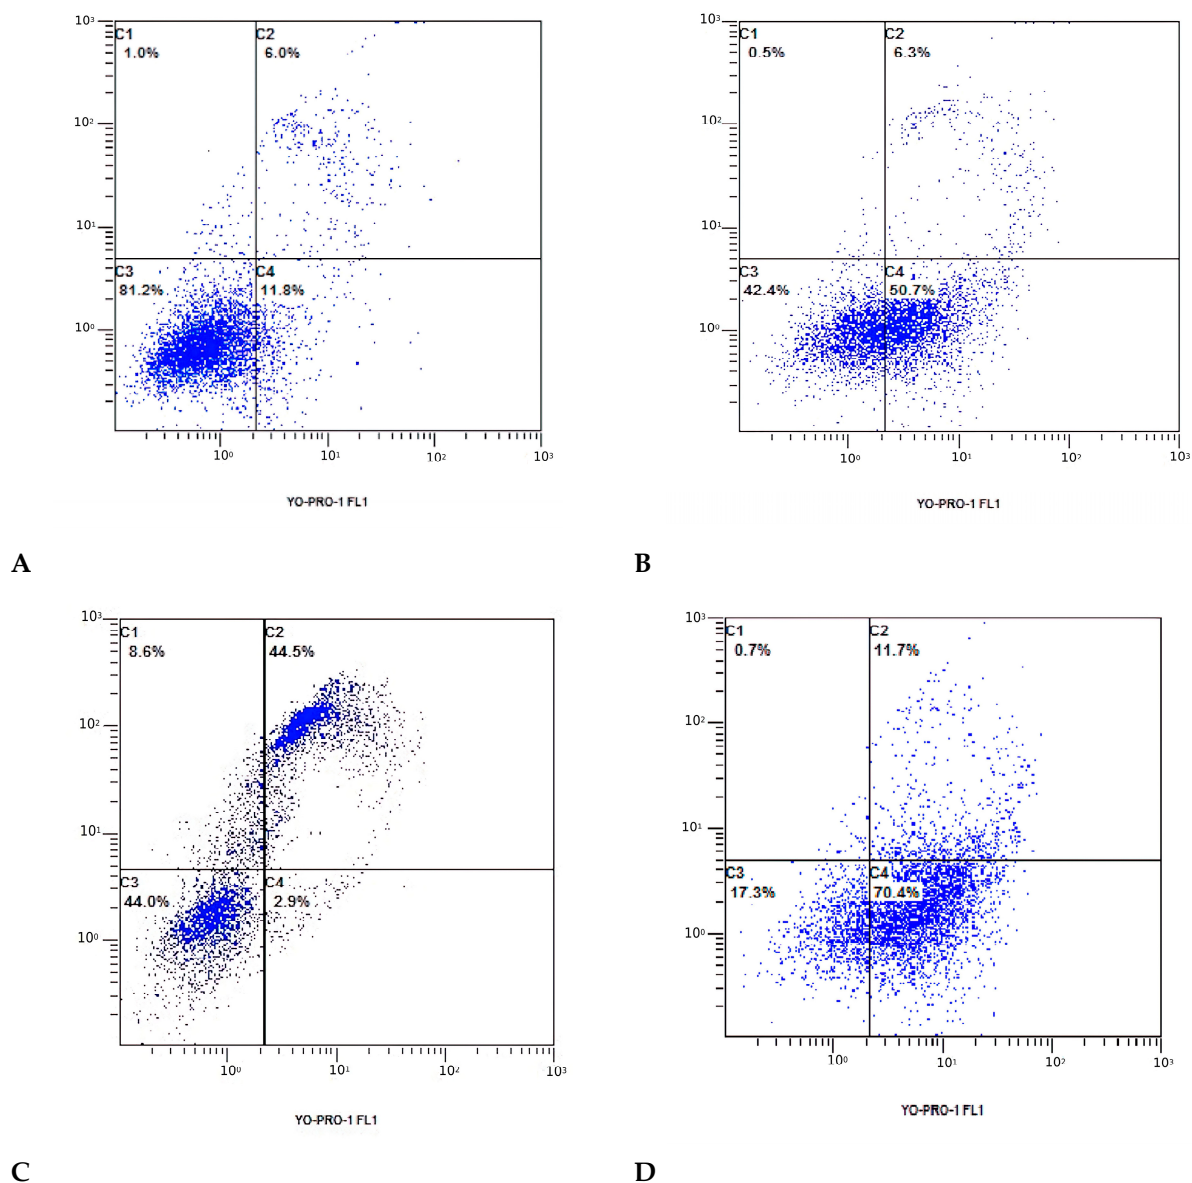 10³
C1
1.0%
C2
6.0%
10²
10¹
C3
81.2%
C4
11.8%
10⁰
10⁰ 10¹ 10² 10³
YO-PRO-1 FL1
A
10³
C1
0.5%
C2
6.3%
10²
10¹
C3
42.4%
C4
50.7%
10⁰
10⁰ 10¹ 10² 10³
YO-PRO-1 FL1
B
10³
C1
8.6%
C2
44.5%
10²
10¹
C3
44.0%
C4
2.9%
10⁰
10⁰ 10¹ 10² 10³
YO-PRO-1 FL1
C
10³
C1
0.7%
C2
11.7%
10²
10¹
C3
17.3%
C4
70.4%
10⁰
10⁰ 10¹ 10² 10³
YO-PRO-1 FL1
D